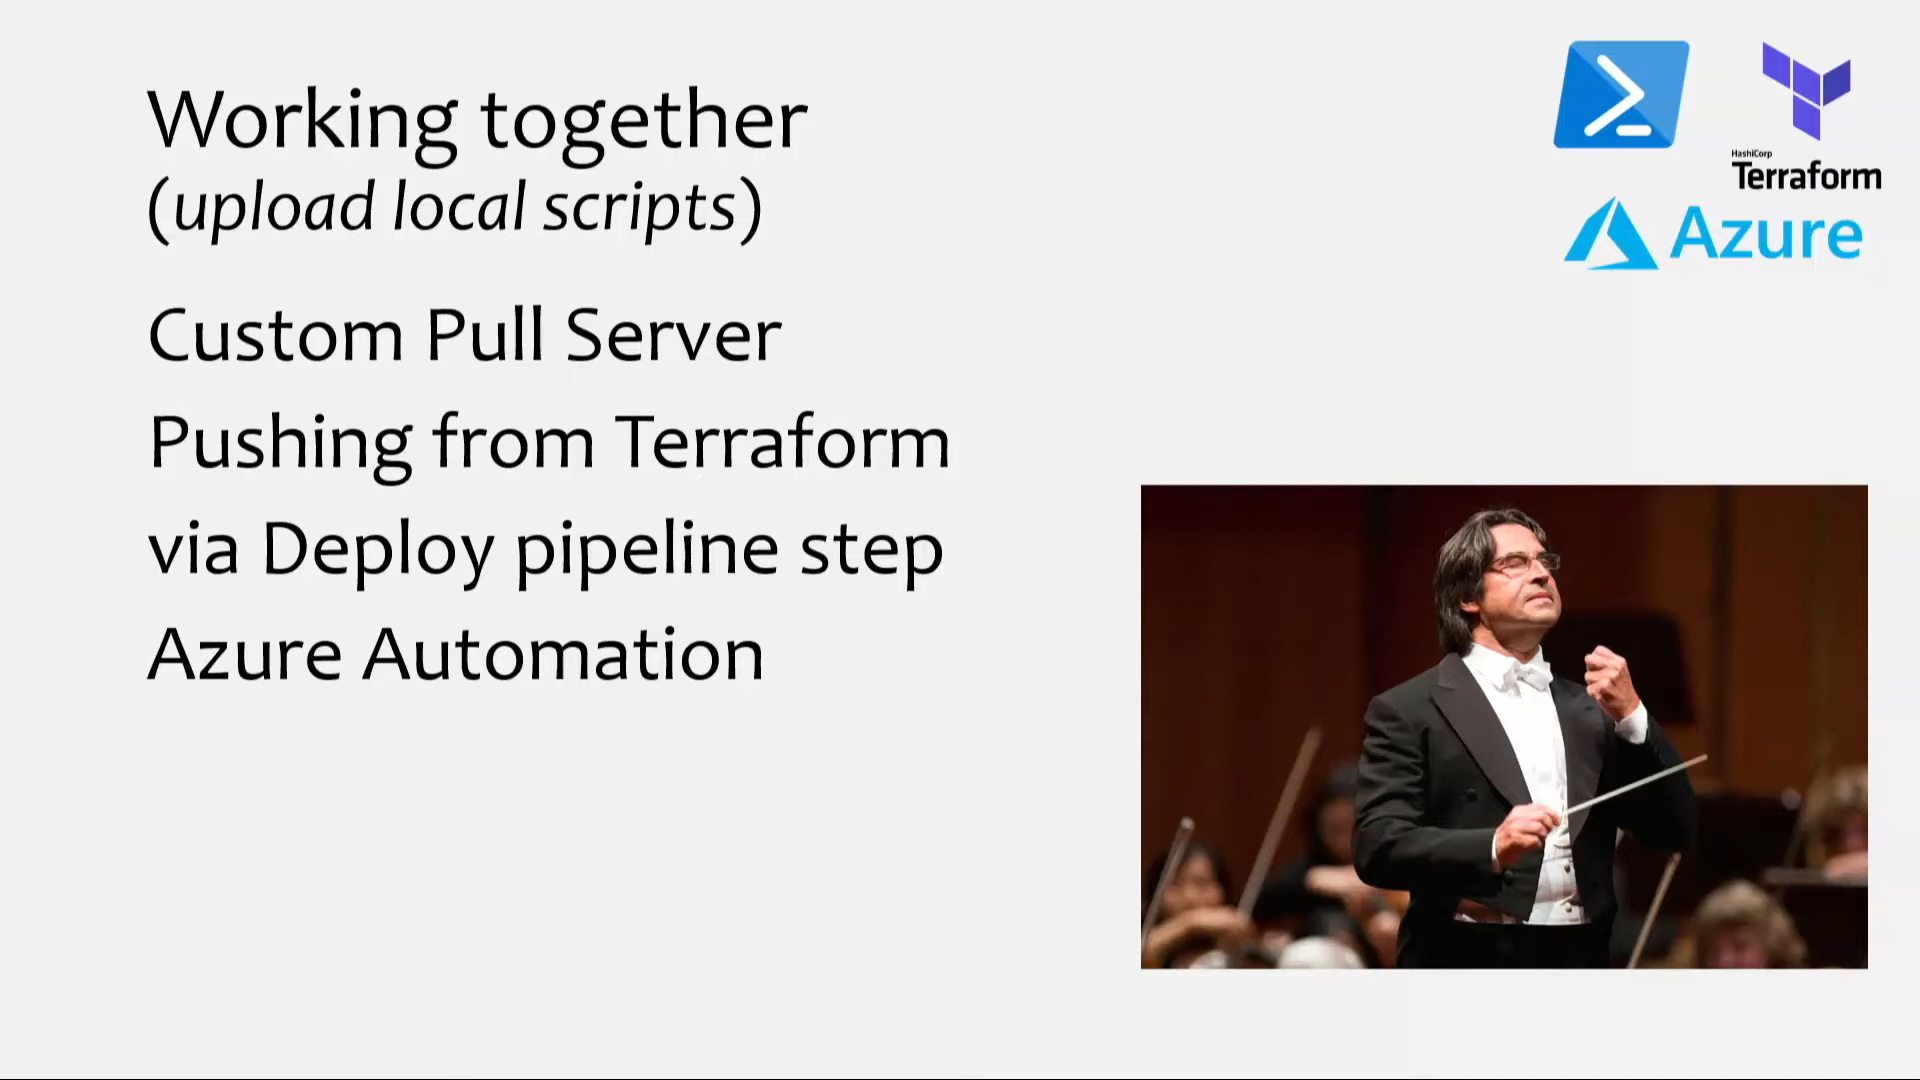 Working together
(upload local scripts)
Custom Pull Server
Pushing from Terraform
via Deploy pipeline step
Azure Automation
HashiCorp
Terraform
Azure